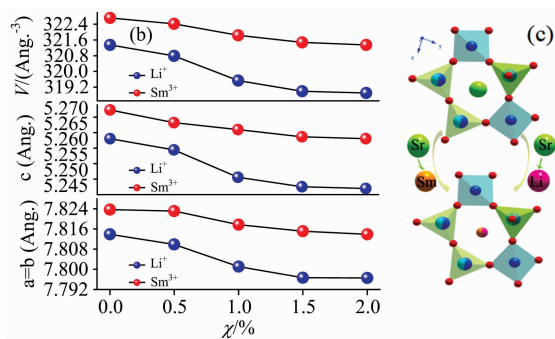 (b)
(c)
V/(Ang.⁻³)
322.4
321.6
320.8
320.0
319.2
Li⁺
Sm³⁺
c (Ang.)
5.270
5.265
5.260
5.255
5.250
5.245
a=b (Ang.)
7.824
7.816
7.808
7.800
7.792
Li⁺
Sm³⁺
0.0 0.5 1.0 1.5 2.0
χ/%
x
y
Sr
Sr
Sm
Li